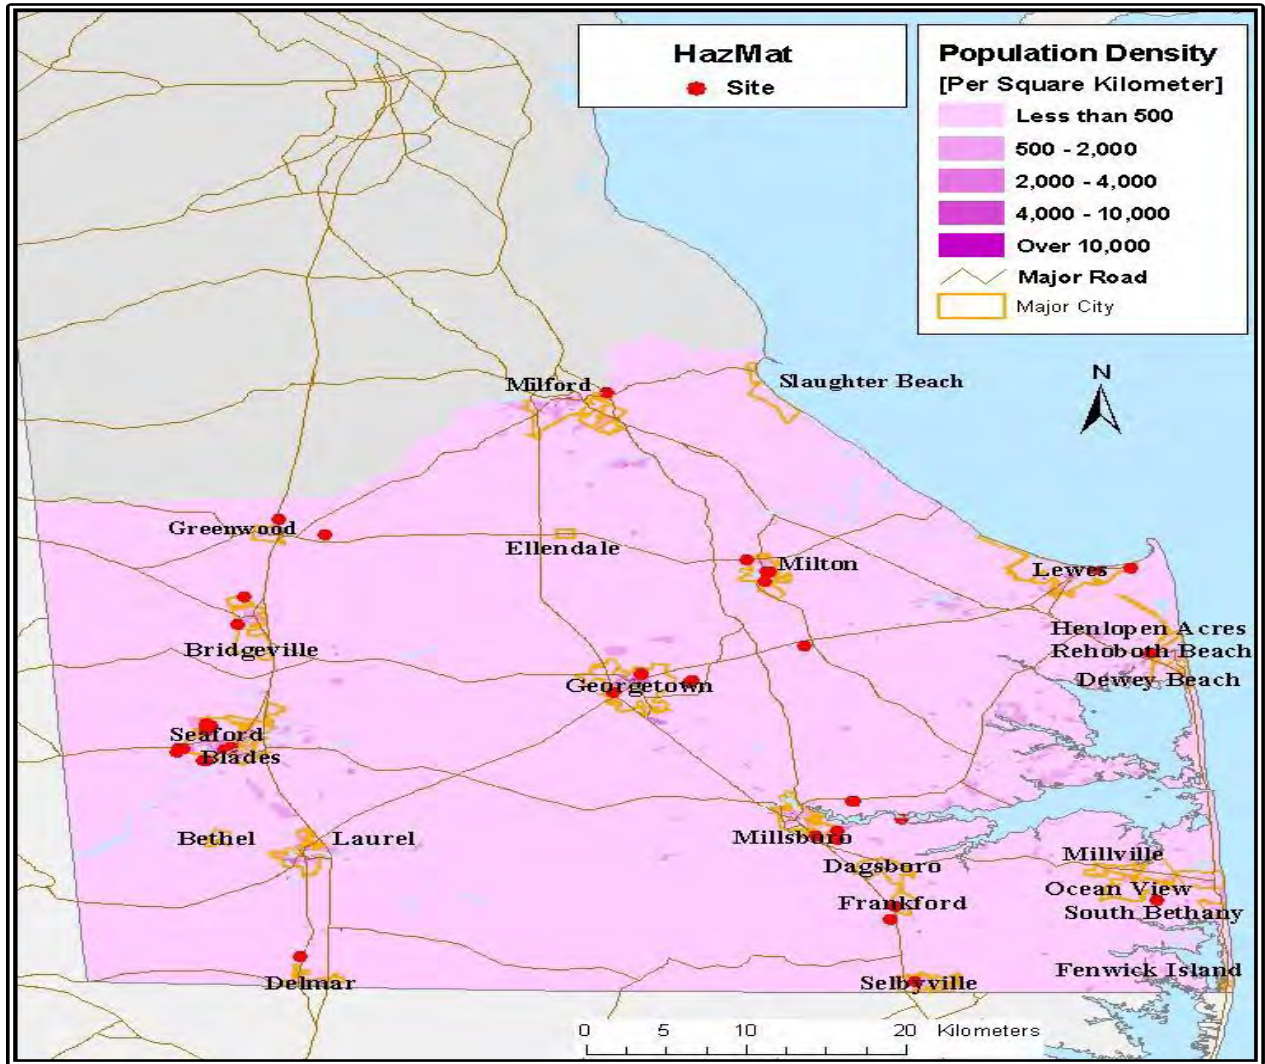 HazMat
Site
Population Density
[Per Square Kilometer]
Less than 500
500 - 2,000
2,000 - 4,000
4,000 - 10,000
Over 10,000
Major Road
Major City
N
Milford
Slaughter Beach
Greenwood
Ellendale
Milton
Lewes
Henlopen Acres
Bridgeville
Rehoboth Beach
Georgetown
Dewey Beach
Seaford
Blades
Bethel
Laurel
Millsboro
Millville
Dagsboro
Ocean View
Frankford
South Bethany
Fenwick Island
Delmar
Selbyville
0 5 10 20 Kilometers